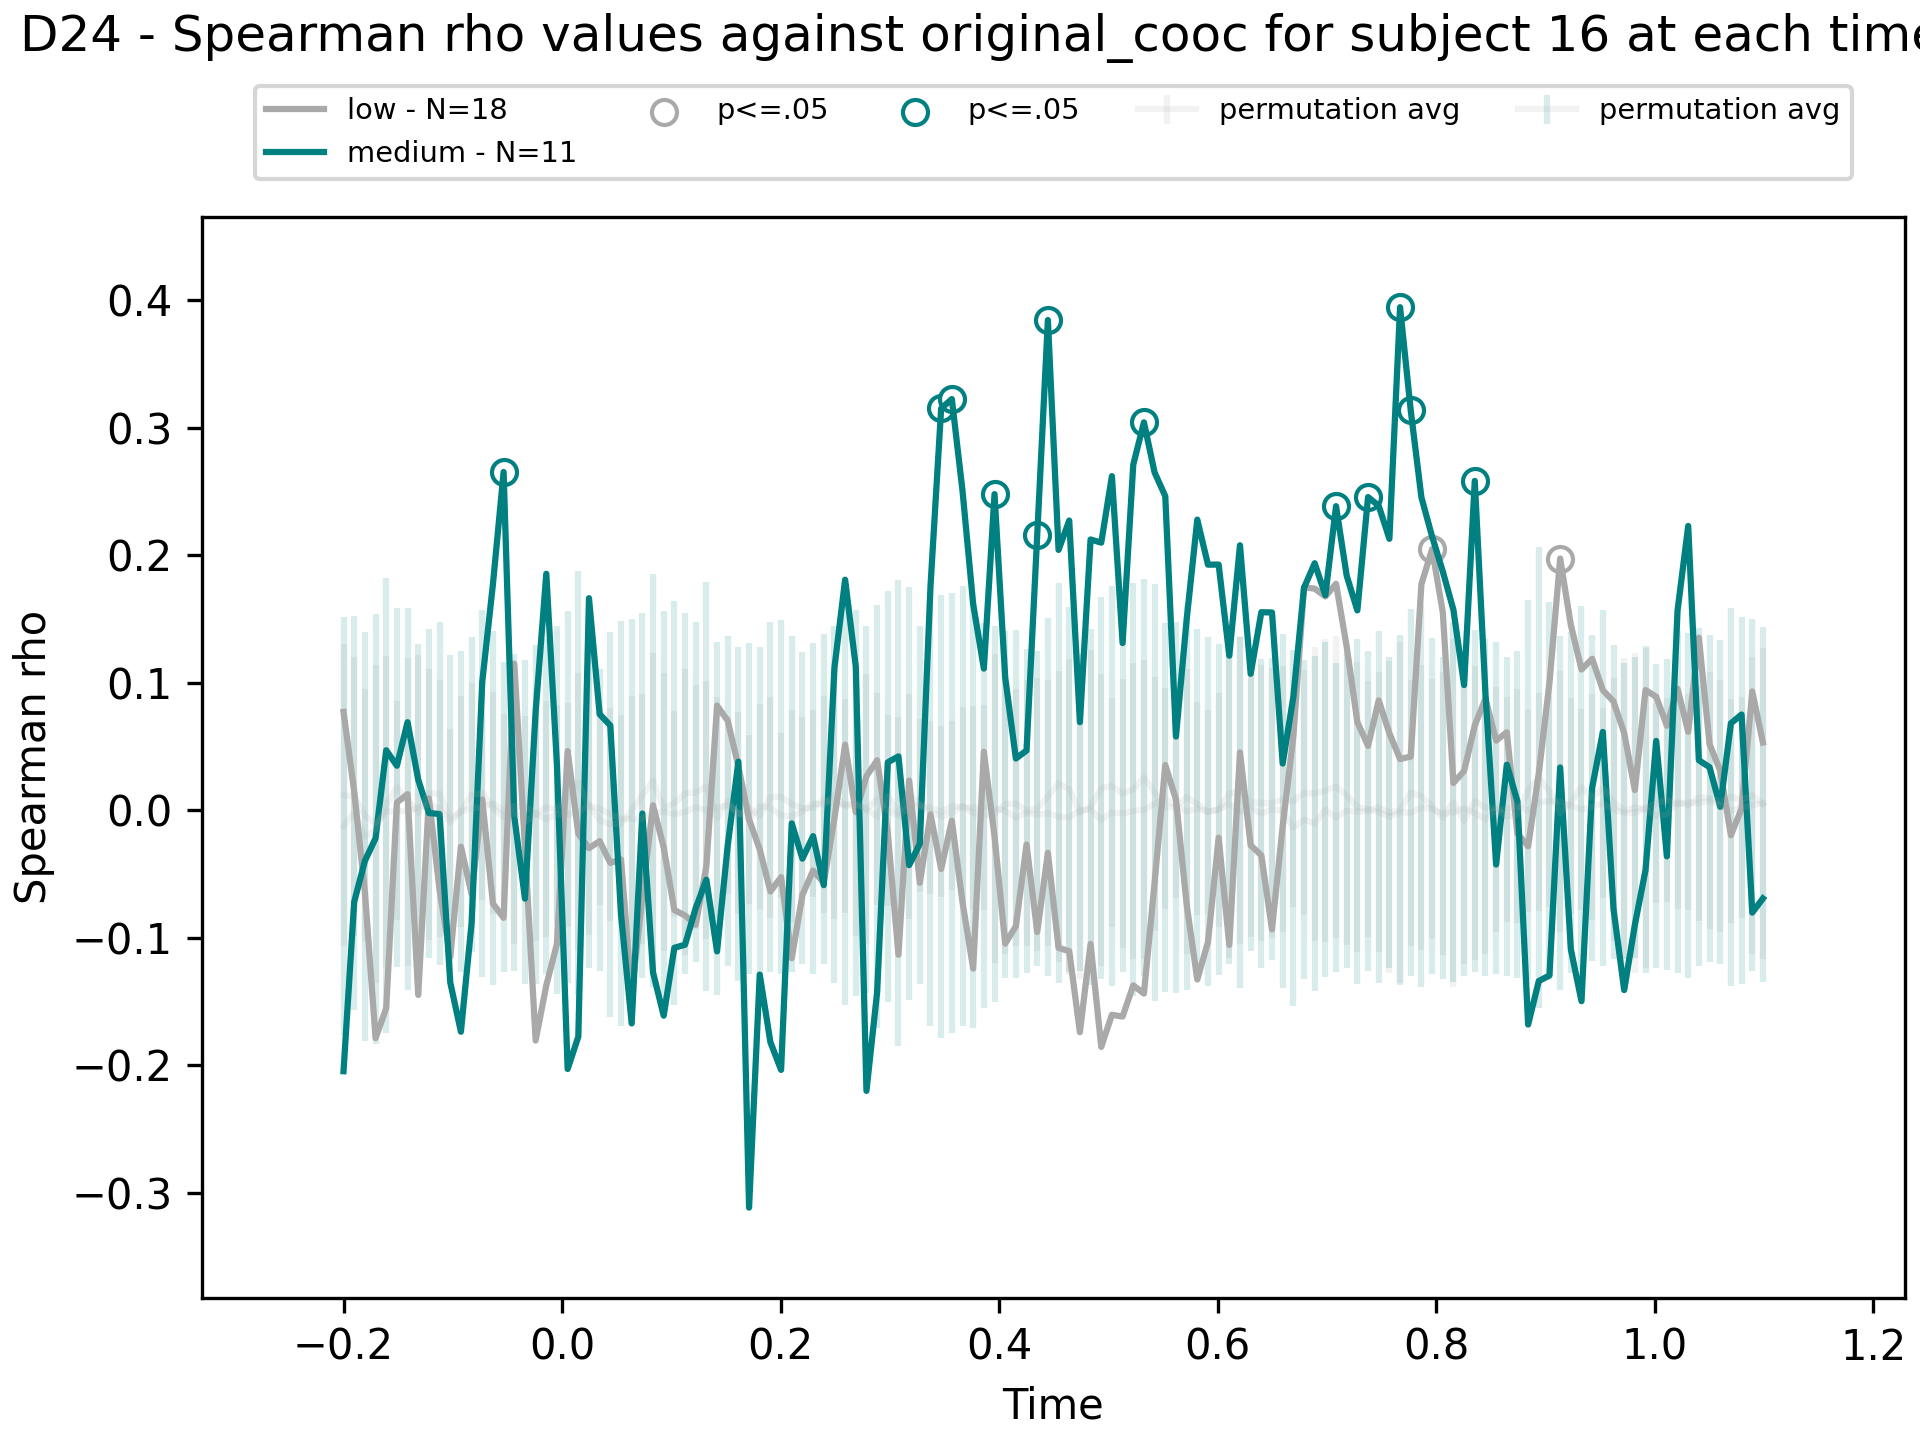 D24 - Spearman rho values against original_cooc for subject 16 at each time
low - N=18 p<=.05 p<=.05 permutation avg permutation avg
medium - N=11
0.4
0.3
0.2
0.1
0.0
−0.1
−0.2
−0.3
Spearman rho
−0.2 0.0 0.2 0.4 0.6 0.8 1.0 1.2
Time